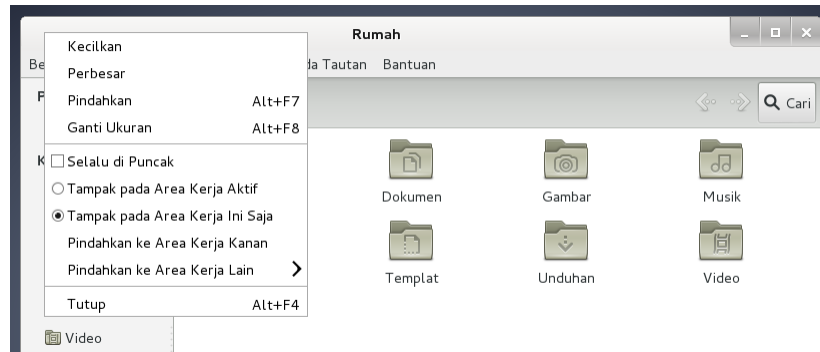 Rumah
Kecilkan
Perbesar
Pindahkan Alt+F7
Ganti Ukuran Alt+F8
Selalu di Puncak
Tampak pada Area Kerja Aktif
Tampak pada Area Kerja Ini Saja
Pindahkan ke Area Kerja Kanan
Pindahkan ke Area Kerja Lain
Tutup Alt+F4
Tautan Bantuan
Cari
Dokumen Gambar Musik
Templat Unduhan Video
Video